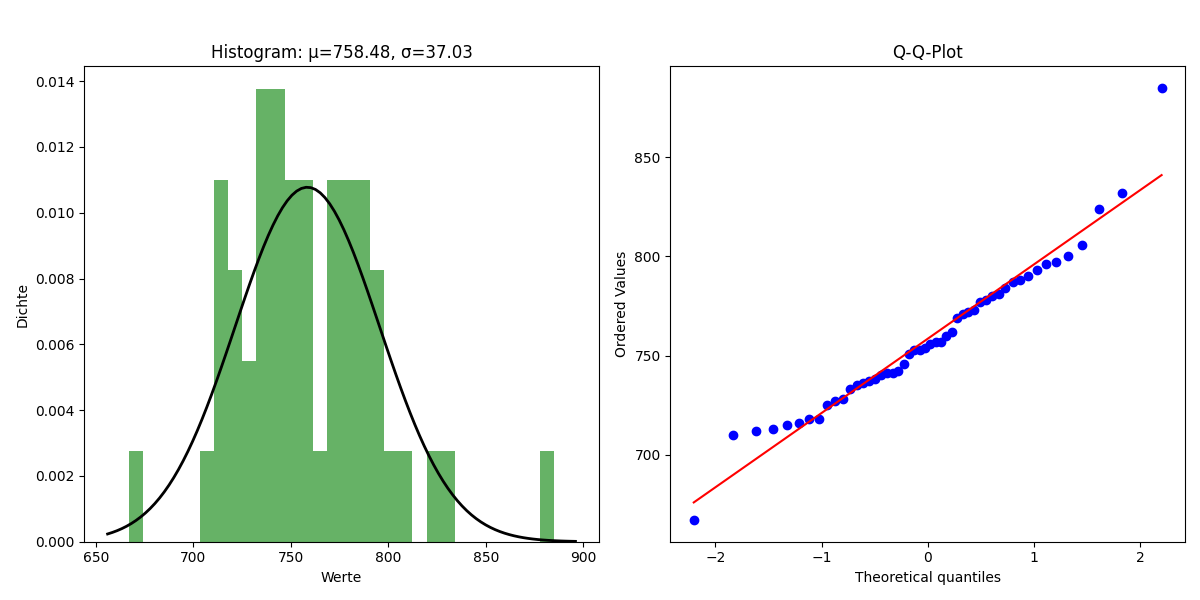 Histogram: μ=758.48, σ=37.03
0.014
0.012
0.010
0.008
0.006
0.004
0.002
0.000
Dichte
650 700 750 800 850 900
Werte
Q-Q-Plot
850
800
750
700
Ordered Values
−2 −1 0 1 2
Theoretical quantiles